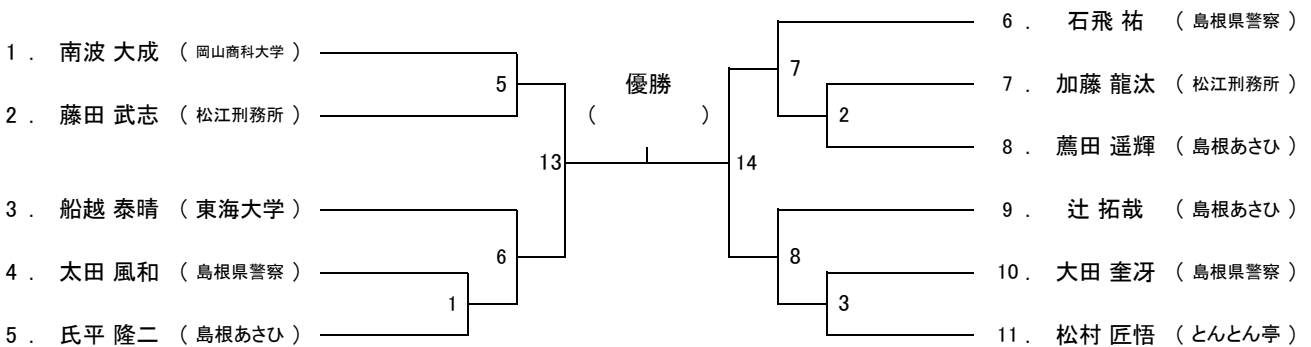 1 . 南波 大成 ( 岡山商科大学 )
2 . 藤田 武志 ( 松江刑務所 )
3 . 船越 泰晴 ( 東海大学 )
4 . 太田 風和 ( 島根県警察 )
5 . 氏平 隆二 ( 島根あさひ )
5
13
6
1
優勝
( )
7
2
14
8
3
6 . 石飛 祐 ( 島根県警察 )
7 . 加藤 龍汰 ( 松江刑務所 )
8 . 薦田 遥輝 ( 島根あさひ )
9 . 辻 拓哉 ( 島根あさひ )
10 . 大田 奎冴 ( 島根県警察 )
11 . 松村 匠悟 ( とんとん亭 )